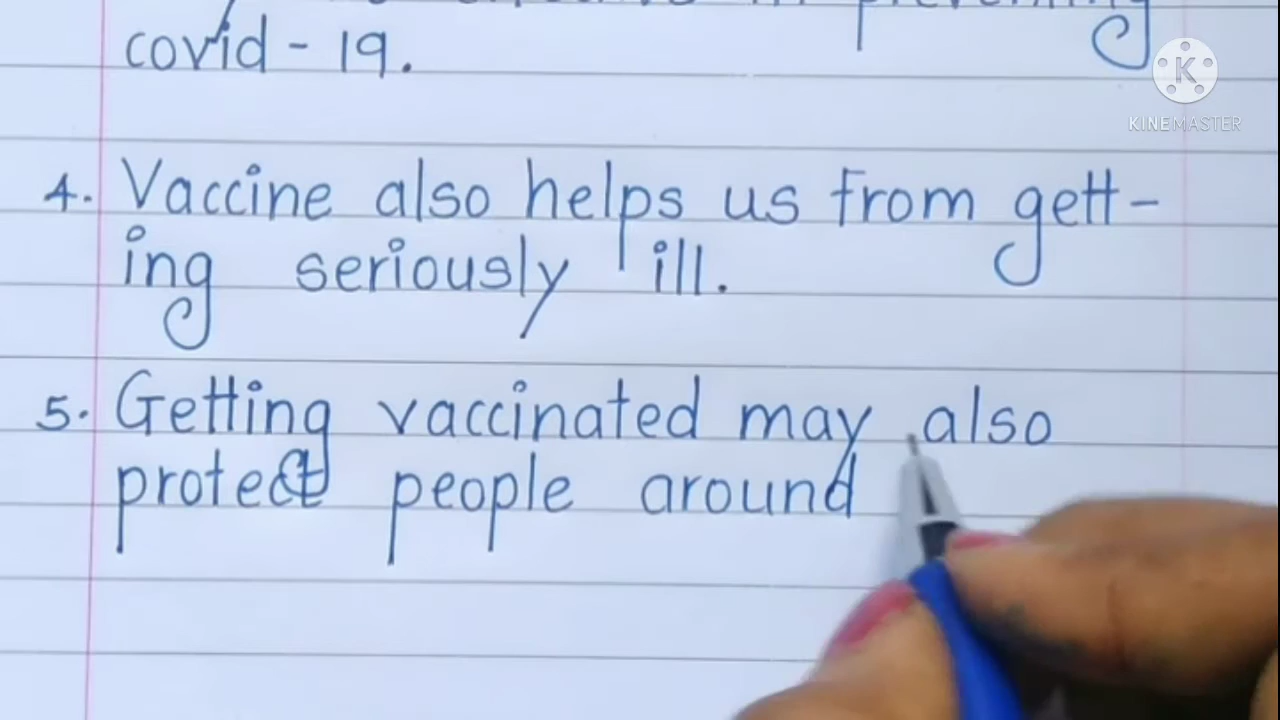 preventing
covid - 19.
4. Vaccine also helps us from gett-
ing seriously ill.
5. Getting vaccinated may also
protect people around
KINEMASTER